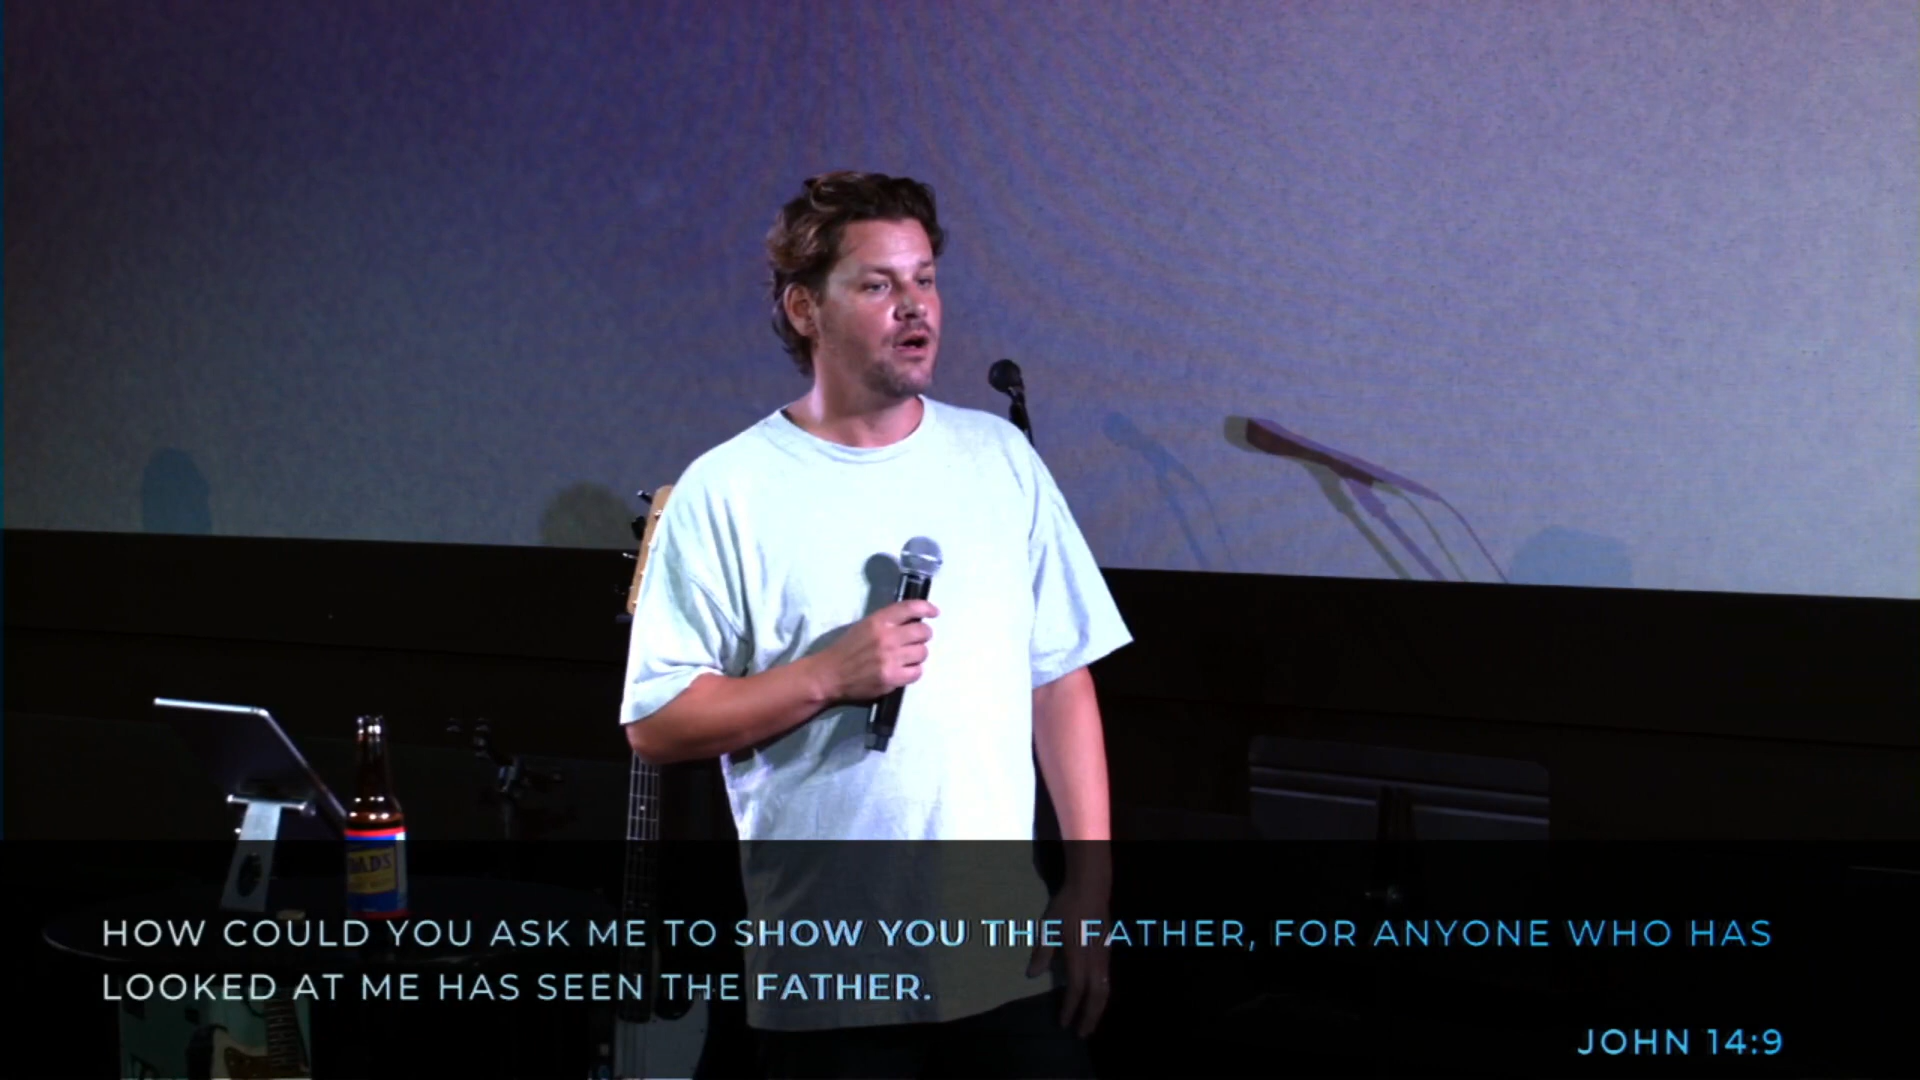 DAD'S
HOW COULD YOU ASK ME TO SHOW YOU THE FATHER, FOR ANYONE WHO HAS
LOOKED AT ME HAS SEEN THE FATHER.
JOHN 14:9